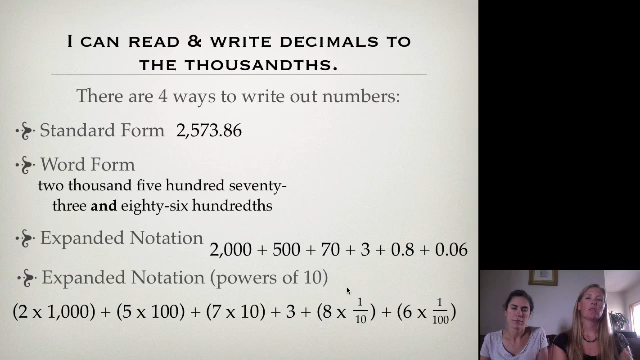 I CAN READ & WRITE DECIMALS TO
THE THOUSANDTHS.
There are 4 ways to write out numbers:
Standard Form 2,573.86
Word Form
two thousand five hundred seventy-
three and eighty-six hundredths
Expanded Notation 2,000 + 500 + 70 + 3 + 0.8 + 0.06
Expanded Notation (powers of 10)
(2 x 1,000) + (5 x 100) + (7 x 10) + 3 + (8 x 1/10) + (6 x 1/100)